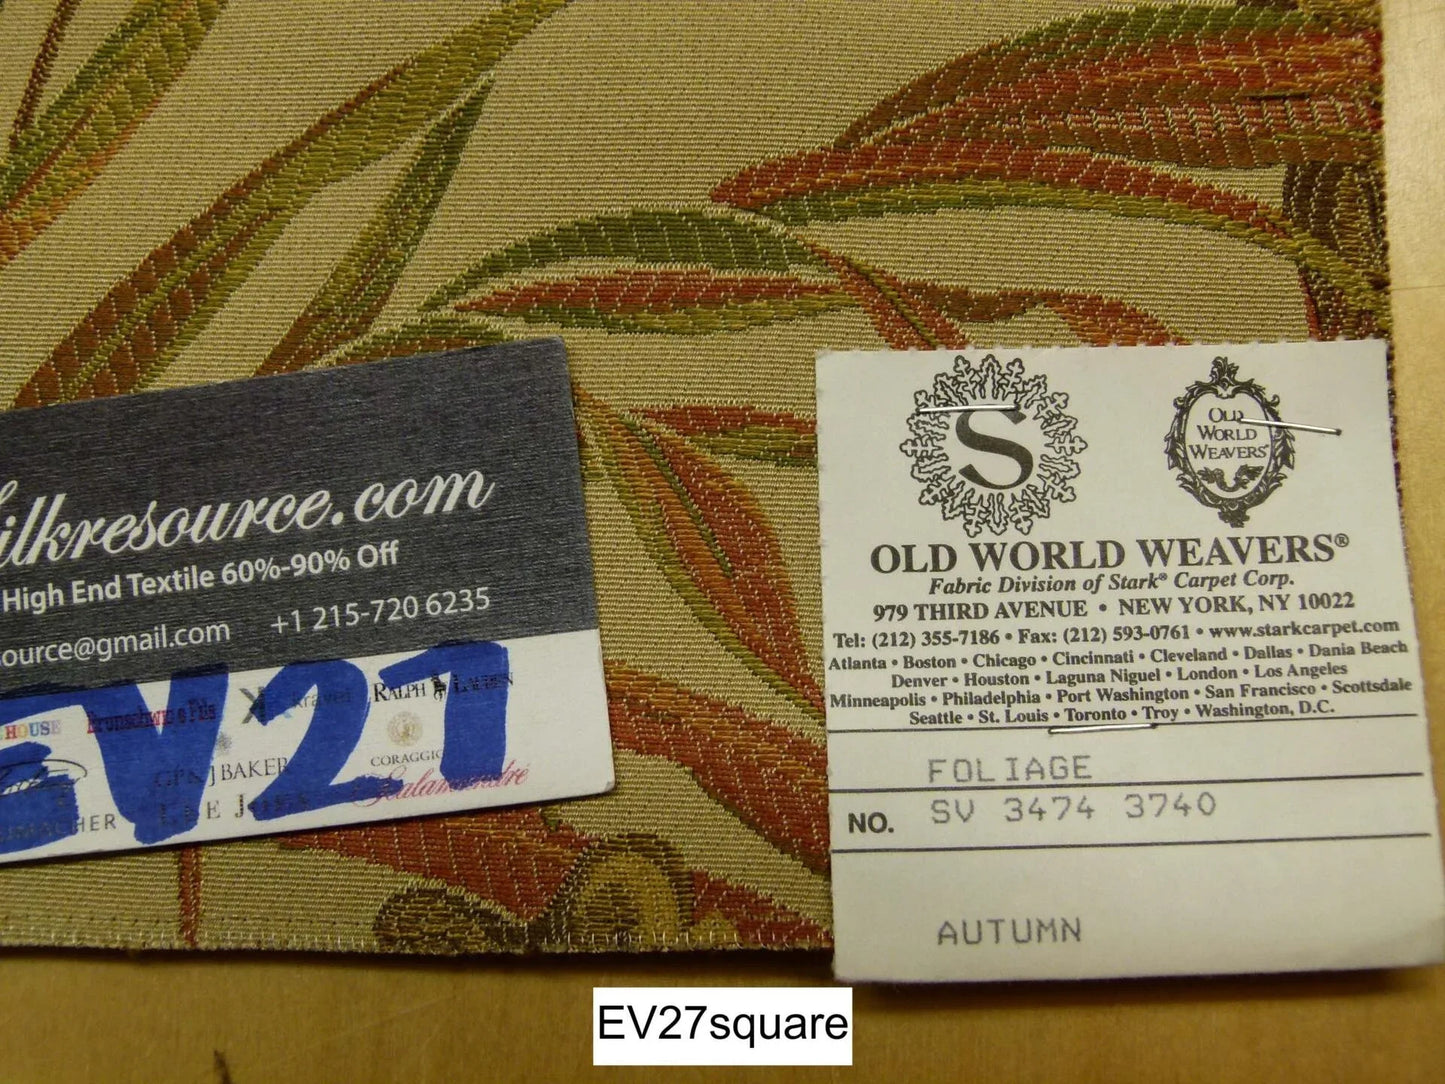 ilkresource.com
High End Textile 60%-90% Off
ource@gmail.com +1 215-720 6235
HOUSE Brunschwig & Fils kravet RALPH LAUREN
EV27
BAKER CORAGGIO
Scalamandré
S
OLD
WORLD
WEAVERS
OLD WORLD WEAVERS®
Fabric Division of Stark® Carpet Corp.
979 THIRD AVENUE • NEW YORK, NY 10022
Tel: (212) 355-7186 • Fax: (212) 593-0761 • www.starkcarpet.com
Atlanta • Boston • Chicago • Cincinnati • Cleveland • Dallas • Dania Beach
Denver • Houston • Laguna Niguel • London • Los Angeles
Minneapolis • Philadelphia • Port Washington • San Francisco • Scottsdale
Seattle • St. Louis • Toronto • Troy • Washington, D.C.
FOLIAGE
NO. SV 3474 3740
AUTUMN
EV27square